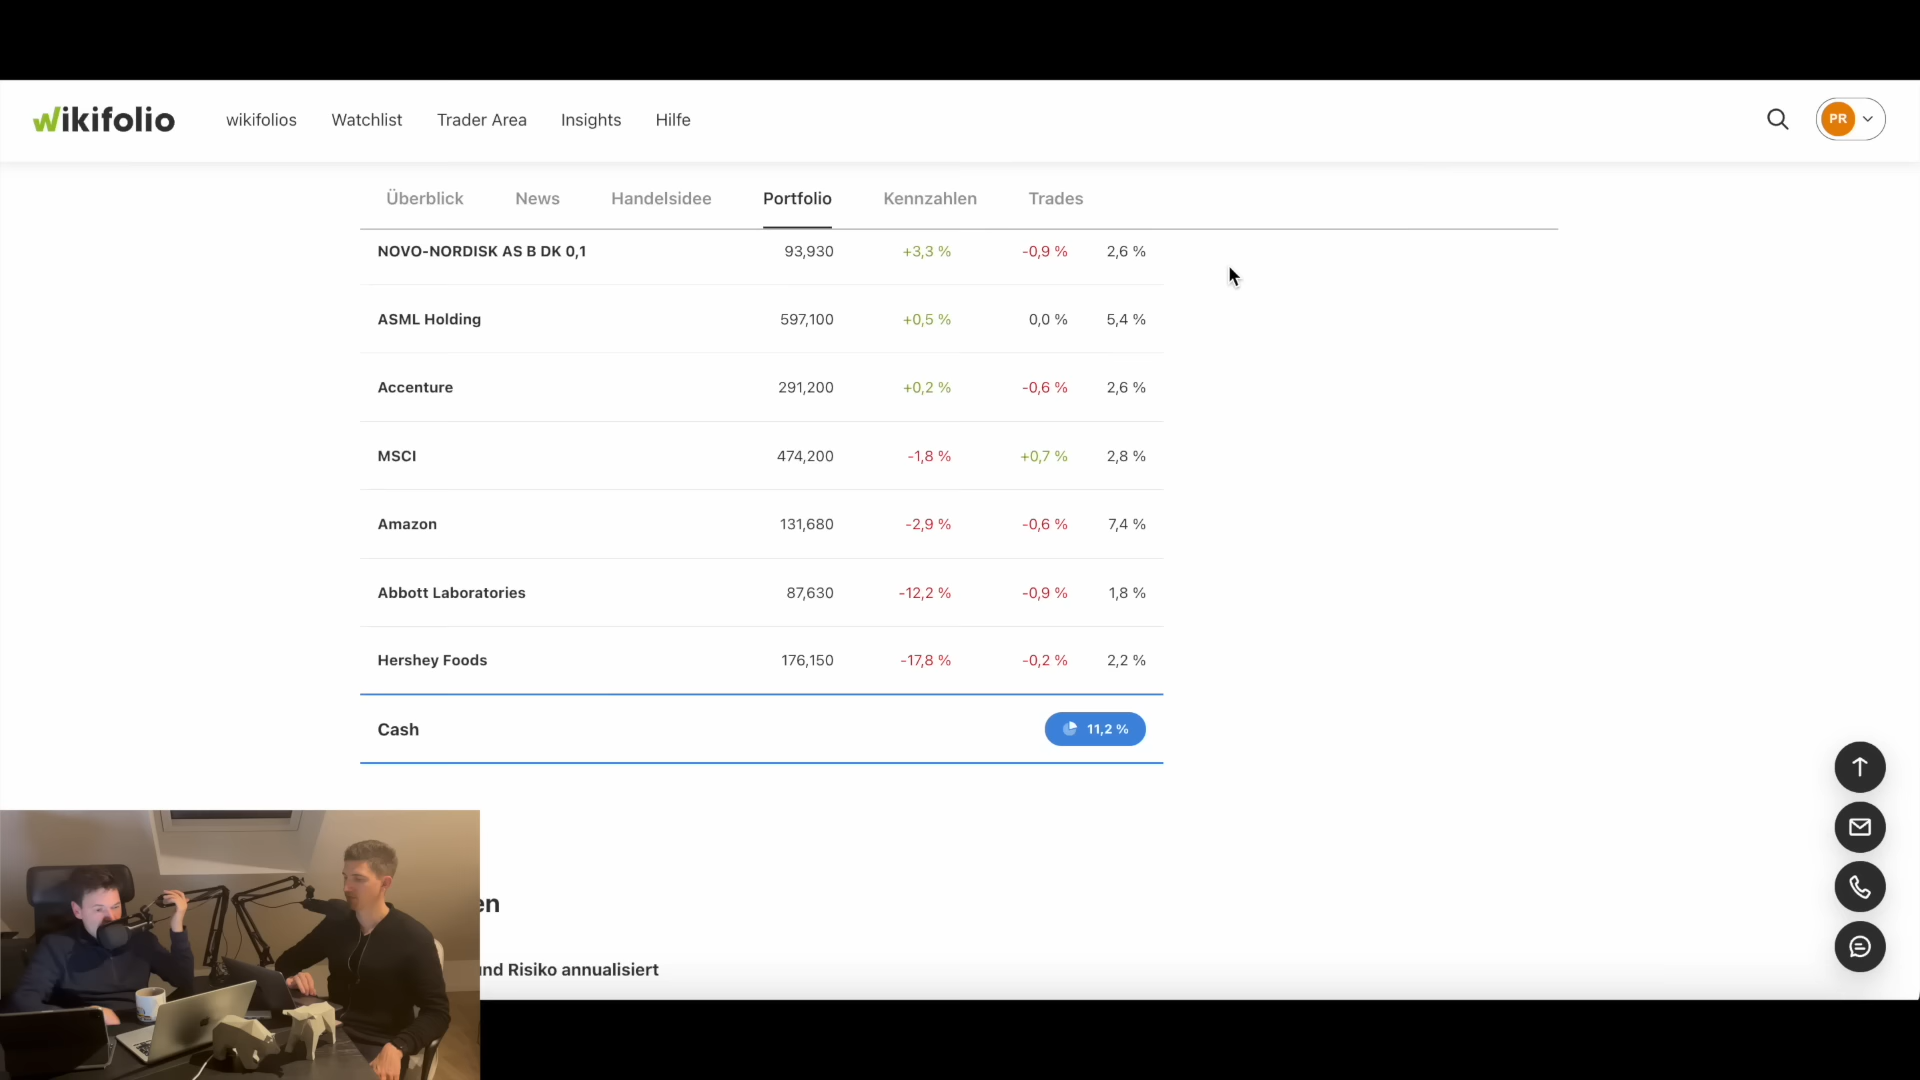 wikifolio
wikifolios Watchlist Trader Area Insights Hilfe
PR
Überblick News Handelsidee Portfolio Kennzahlen Trades
NOVO-NORDISK AS B DK 0,1 93,930 +3,3 % -0,9 % 2,6 %
ASML Holding 597,100 +0,5 % 0,0 % 5,4 %
Accenture 291,200 +0,2 % -0,6 % 2,6 %
MSCI 474,200 -1,8 % +0,7 % 2,8 %
Amazon 131,680 -2,9 % -0,6 % 7,4 %
Abbott Laboratories 87,630 -12,2 % -0,9 % 1,8 %
Hershey Foods 176,150 -17,8 % -0,2 % 2,2 %
Cash 11,2 %
en
nd Risiko annualisiert